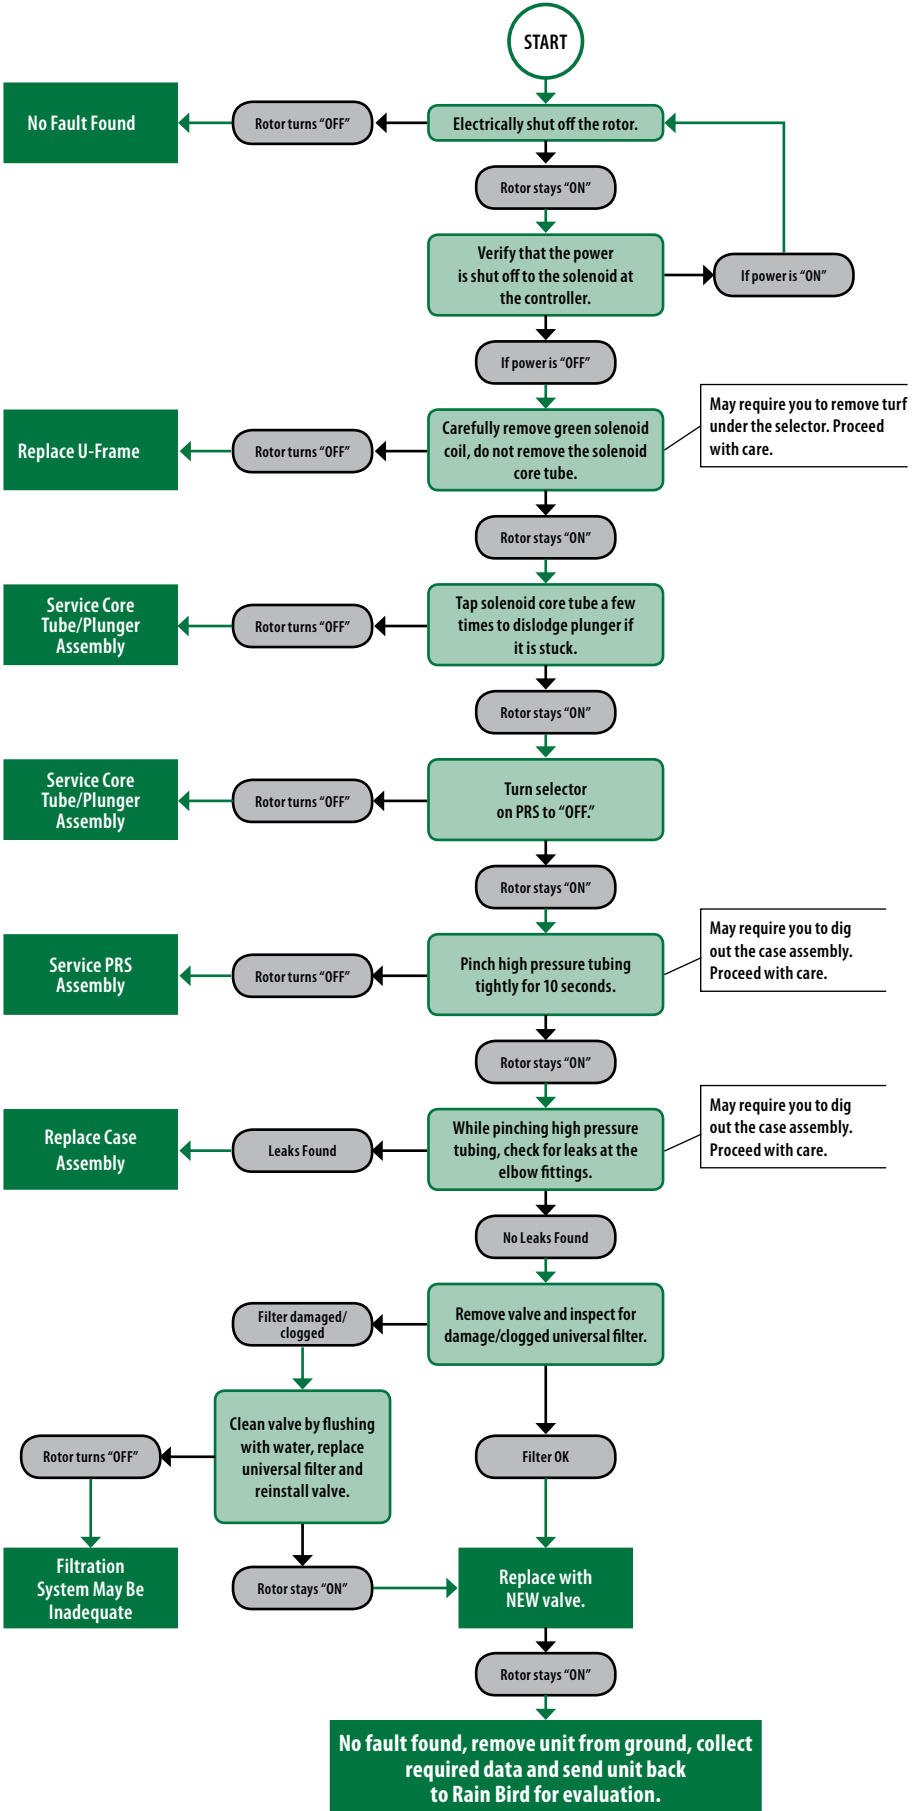 START
No Fault Found
Rotor turns “OFF”
Electrically shut off the rotor.
Rotor stays “ON”
Verify that the power
is shut off to the solenoid at
the controller.
If power is “ON”
If power is “OFF”
Replace U-Frame
Rotor turns “OFF”
Carefully remove green solenoid
coil, do not remove the solenoid
core tube.
May require you to remove turf
under the selector. Proceed
with care.
Rotor stays “ON”
Service Core
Tube/Plunger
Assembly
Rotor turns “OFF”
Tap solenoid core tube a few
times to dislodge plunger if
it is stuck.
Rotor stays “ON”
Service Core
Tube/Plunger
Assembly
Rotor turns “OFF”
Turn selector
on PRS to “OFF.”
Rotor stays “ON”
Service PRS
Assembly
Rotor turns “OFF”
Pinch high pressure tubing
tightly for 10 seconds.
May require you to dig
out the case assembly.
Proceed with care.
Rotor stays “ON”
Replace Case
Assembly
Leaks Found
While pinching high pressure
tubing, check for leaks at the
elbow fittings.
May require you to dig
out the case assembly.
Proceed with care.
No Leaks Found
Filter damaged/
clogged
Remove valve and inspect for
damage/clogged universal filter.
Clean valve by flushing
with water, replace
universal filter and
reinstall valve.
Rotor turns “OFF”
Filter OK
Filtration
System May Be
Inadequate
Rotor stays “ON”
Replace with
NEW valve.
Rotor stays “ON”
No fault found, remove unit from ground, collect
required data and send unit back
to Rain Bird for evaluation.